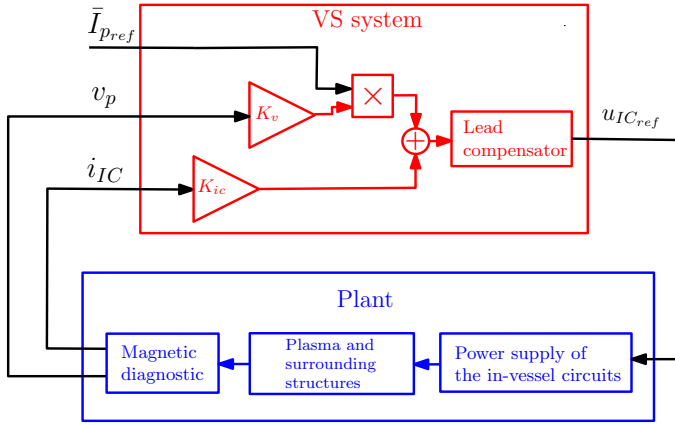 VS system
Ī_{p_{ref}}
v_p
K_v
×
+
Lead
compensator
u_{IC_{ref}}
i_{IC}
K_{ic}
Plant
Magnetic
diagnostic
Plasma and
surrounding
structures
Power supply of
the in-vessel circuits